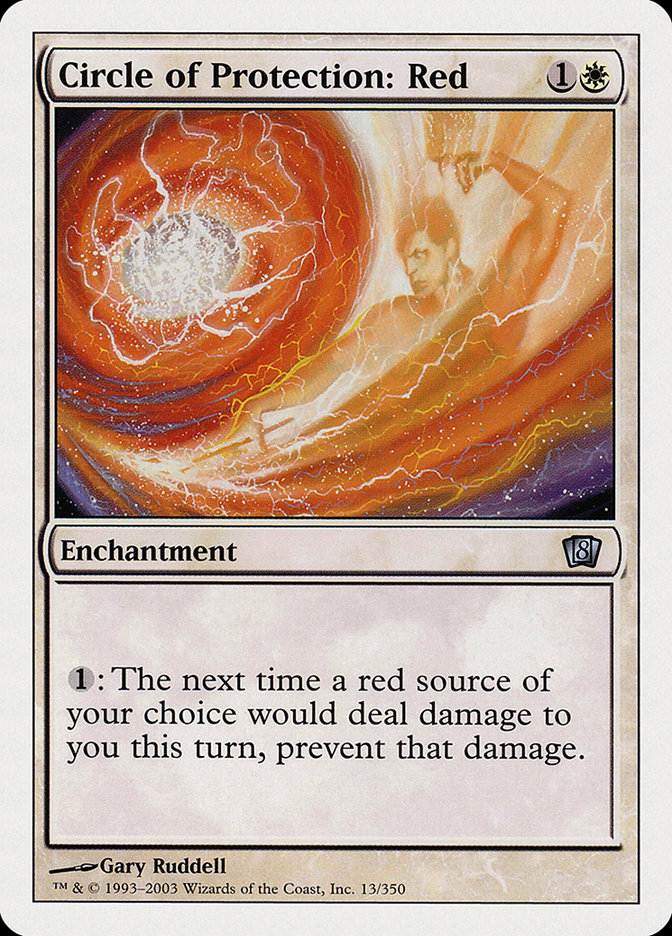 Circle of Protection: Red 1
Enchantment 8
1: The next time a red source of
your choice would deal damage to
you this turn, prevent that damage.
Gary Ruddell
™ & © 1993–2003 Wizards of the Coast, Inc. 13/350